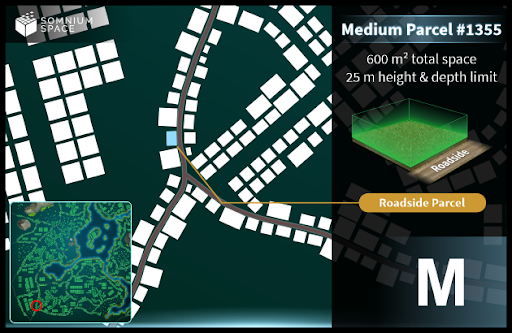 SOMNIUM
SPACE
Medium Parcel #1355
600 m² total space
25 m height & depth limit
Roadside
Roadside Parcel
M